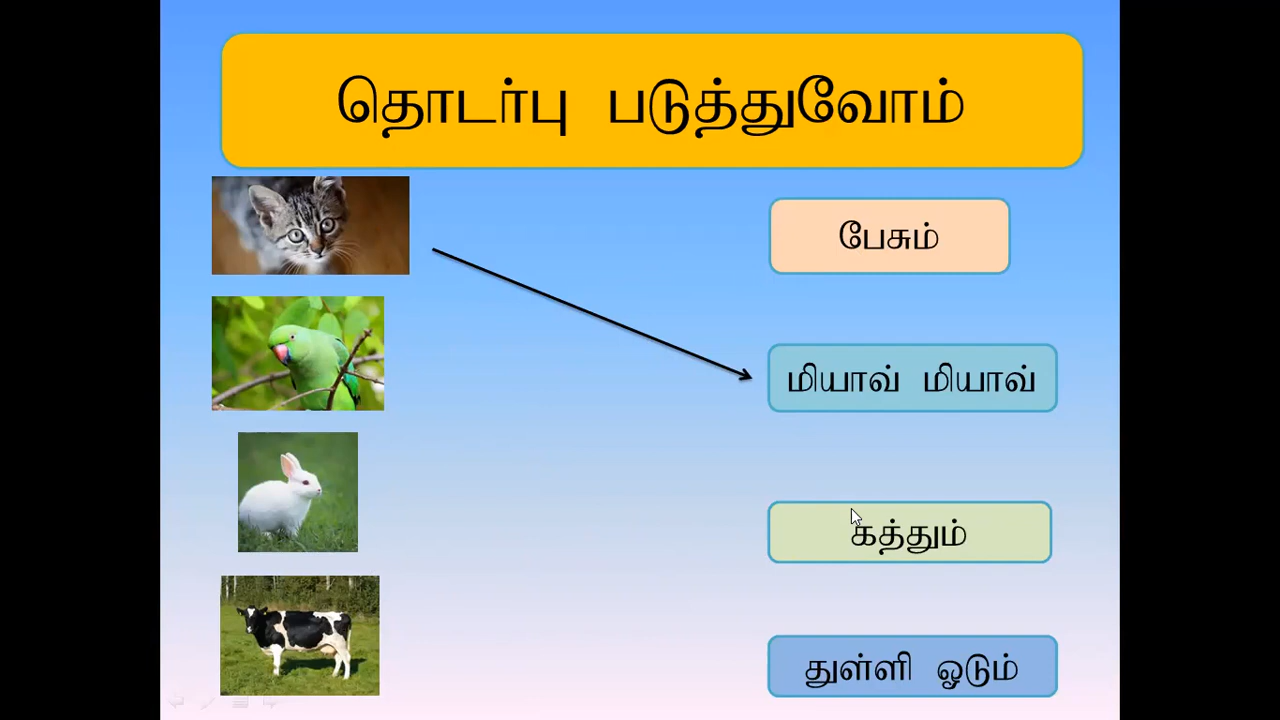 தொடர்பு படுத்துவோம்
பேசும்
மியாவ் மியாவ்
கத்தும்
துள்ளி ஓடும்